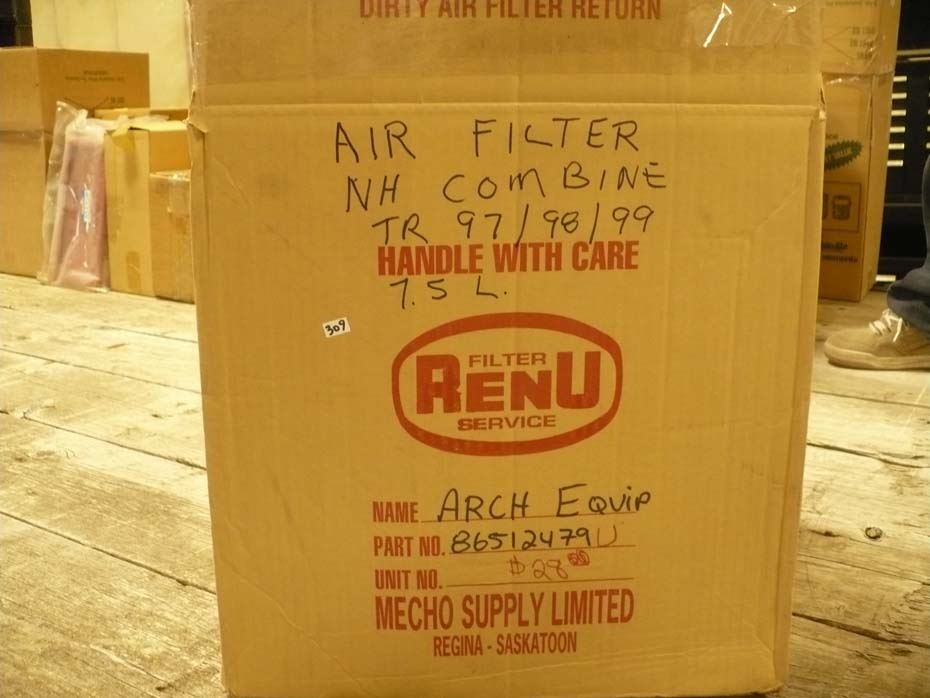 DIRTY AIR FILTER RETURN
AIR FILTER
NH COMBINE
TR 97/98/99
HANDLE WITH CARE
7.5 L.
309
FILTER
RENU
SERVICE
NAME ARCH EQUIP
PART NO. 86512479U
UNIT NO. $28 00
MECHO SUPPLY LIMITED
REGINA - SASKATOON